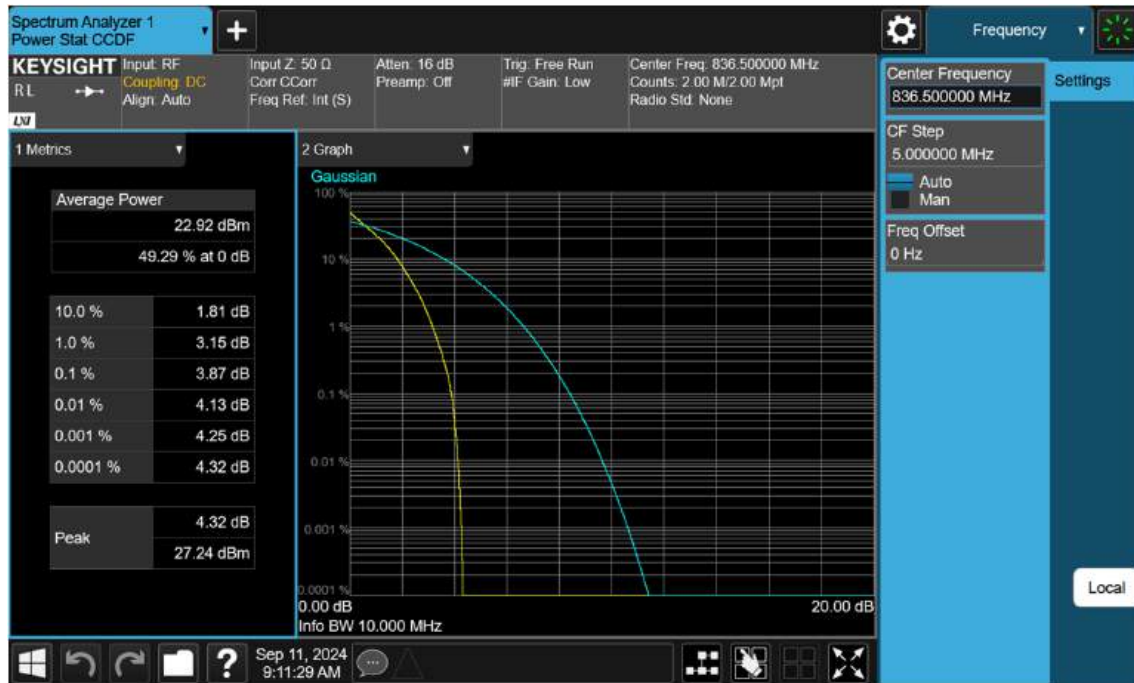 Spectrum Analyzer 1
Power Stat CCDF
Frequency
KEYSIGHT
RL
LXI
Input: RF
Coupling: DC
Align: Auto
Input Z: 50 Ω
Corr CCorr
Freq Ref: Int (S)
Atten: 16 dB
Preamp: Off
Trig: Free Run
#IF Gain: Low
Center Freq: 836.500000 MHz
Counts: 2.00 M/2.00 Mpt
Radio Std: None
Center Frequency
836.500000 MHz
Settings
CF Step
5.000000 MHz
Auto
Man
Freq Offset
0 Hz
1 Metrics
Average Power
22.92 dBm
49.29 % at 0 dB
10.0 % 1.81 dB
1.0 % 3.15 dB
0.1 % 3.87 dB
0.01 % 4.13 dB
0.001 % 4.25 dB
0.0001 % 4.32 dB
Peak
4.32 dB
27.24 dBm
2 Graph
Gaussian
100 %
10 %
1 %
0.1 %
0.01 %
0.001 %
0.0001 %
0.00 dB 20.00 dB
Info BW 10.000 MHz
Local
Sep 11, 2024
9:11:29 AM